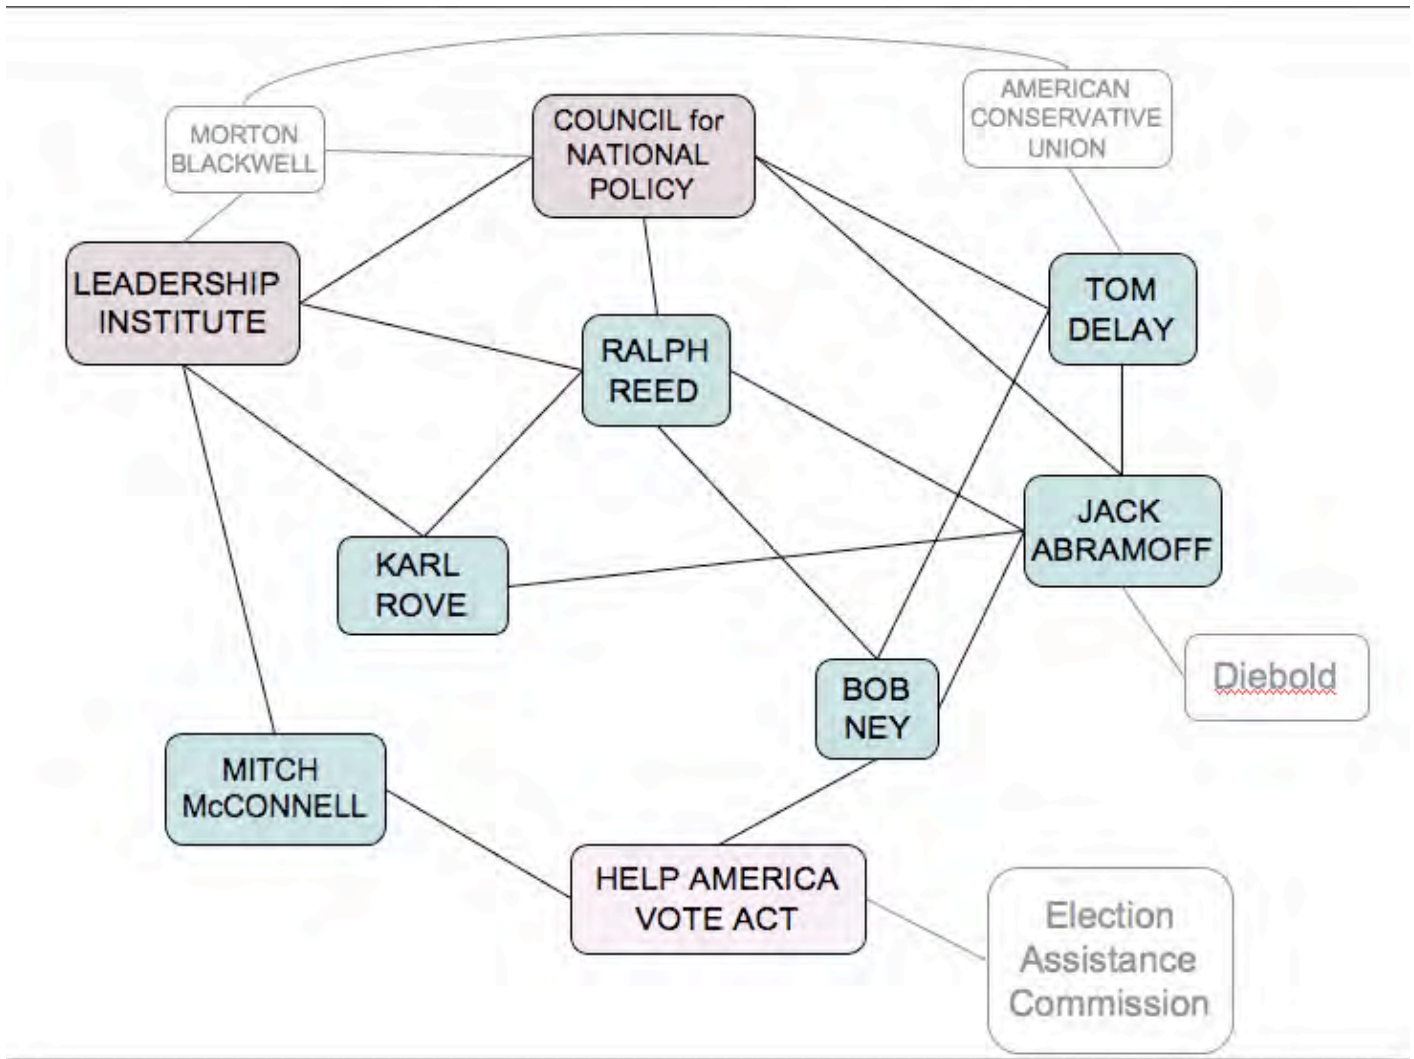 MORTON
BLACKWELL
COUNCIL for
NATIONAL
POLICY
AMERICAN
CONSERVATIVE
UNION
LEADERSHIP
INSTITUTE
RALPH
REED
TOM
DELAY
KARL
ROVE
JACK
ABRAMOFF
BOB
NEY
Diebold
MITCH
McCONNELL
HELP AMERICA
VOTE ACT
Election
Assistance
Commission